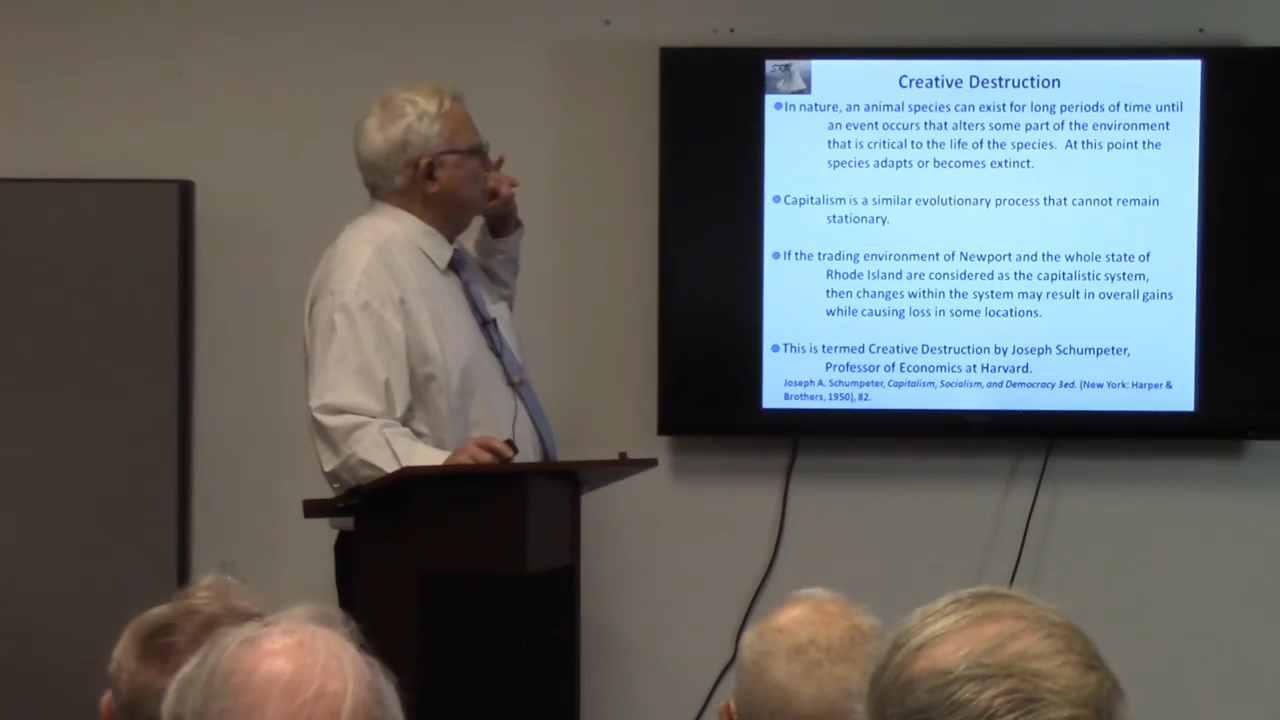 Creative Destruction
In nature, an animal species can exist for long periods of time until
an event occurs that alters some part of the environment
that is critical to the life of the species. At this point the
species adapts or becomes extinct.
Capitalism is a similar evolutionary process that cannot remain
stationary.
If the trading environment of Newport and the whole state of
Rhode Island are considered as the capitalistic system,
then changes within the system may result in overall gains
while causing loss in some locations.
This is termed Creative Destruction by Joseph Schumpeter,
Professor of Economics at Harvard.
Joseph A. Schumpeter, Capitalism, Socialism, and Democracy 3ed. (New York: Harper &
Brothers, 1950), 82.